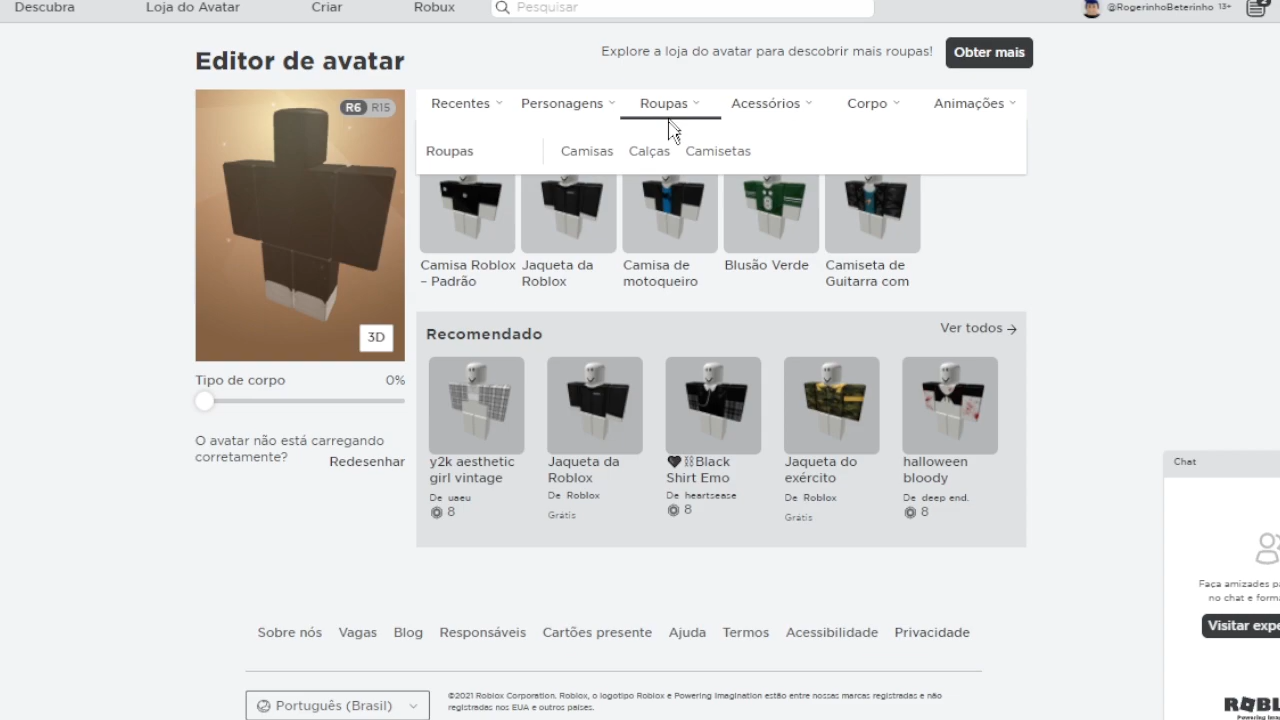 Descubra
Loja do Avatar
Criar
Robux
Pesquisar
@RogerinhoBeterinho 13+
Editor de avatar
Explore a loja do avatar para descobrir mais roupas!
Obter mais
R6 R15
3D
Tipo de corpo 0%
O avatar não está carregando
corretamente?
Redesenhar
Recentes
Personagens
Roupas
Acessórios
Corpo
Animações
Roupas
Camisas
Calças
Camisetas
Camisa Roblox
– Padrão
Jaqueta da
Roblox
Camisa de
motoqueiro
Blusão Verde
Camiseta de
Guitarra com
Recomendado
Ver todos →
y2k aesthetic
girl vintage
De uaeu
8
Jaqueta da
Roblox
De Roblox
Grátis
🖤⛓Black
Shirt Emo
De heartsease
8
Jaqueta do
exército
De Roblox
Grátis
halloween
bloody
De deep end.
8
Chat
Faça amizades
no chat e
Visitar
ROBL
Powering
Sobre nós
Vagas
Blog
Responsáveis
Cartões presente
Ajuda
Termos
Acessibilidade
Privacidade
Português (Brasil)
©2021 Roblox Corporation. Roblox, o logotipo Roblox e Powering Imagination estão entre nossas marcas registradas e não
registradas nos EUA e outros países.